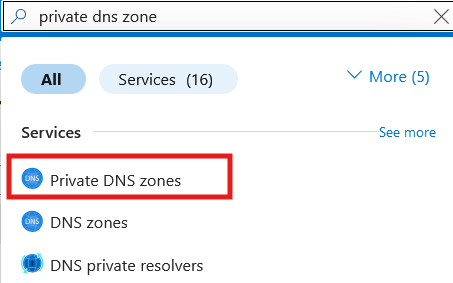 private dns zone
All Services (16) More (5)
Services See more
DNS Private DNS zones
DNS DNS zones
DNS private resolvers